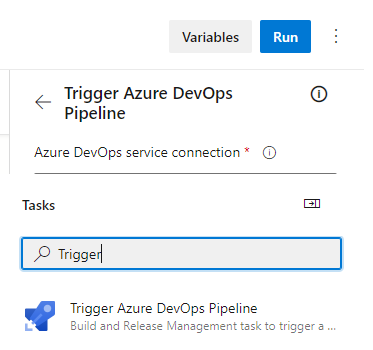 Variables
Run
Trigger Azure DevOps
Pipeline
Azure DevOps service connection *
Tasks
Trigger
Trigger Azure DevOps Pipeline
Build and Release Management task to trigger a ...